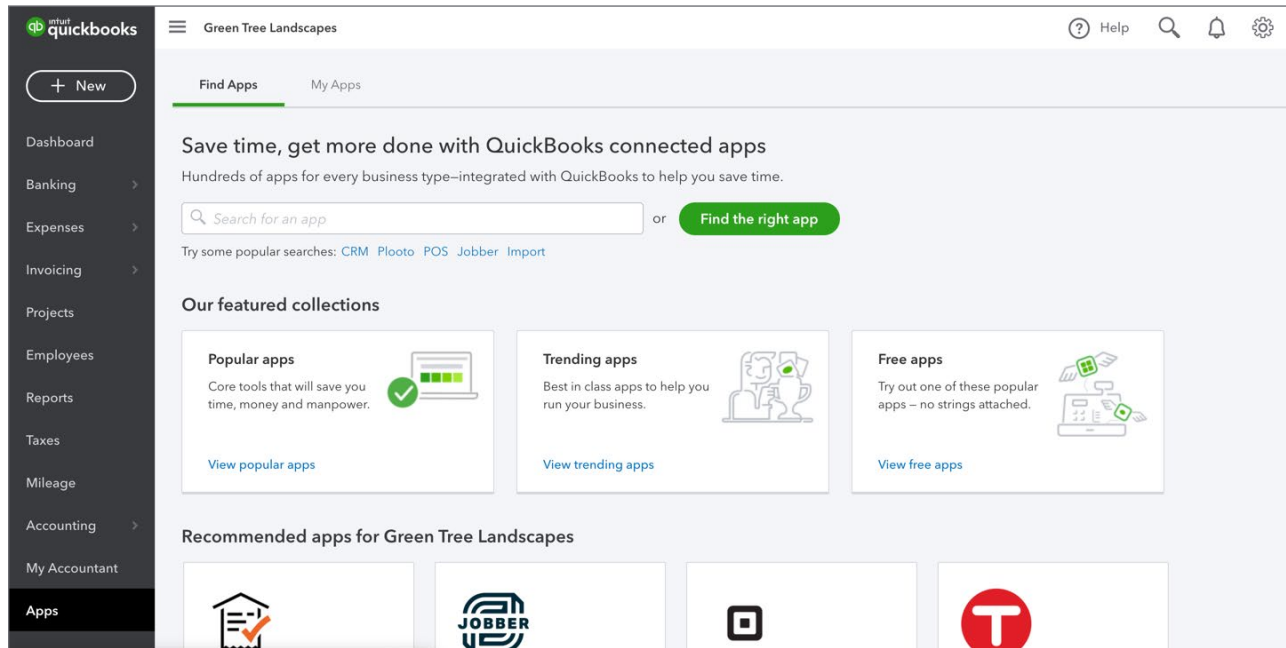 intuit
quickbooks
Green Tree Landscapes
Help
+ New
Find Apps
My Apps
Dashboard
Banking
Expenses
Invoicing
Projects
Employees
Reports
Taxes
Mileage
Accounting
My Accountant
Apps
Save time, get more done with QuickBooks connected apps
Hundreds of apps for every business type—integrated with QuickBooks to help you save time.
Search for an app
or
Find the right app
Try some popular searches: CRM Plooto POS Jobber Import
Our featured collections
Popular apps
Core tools that will save you
time, money and manpower.
View popular apps
Trending apps
Best in class apps to help you
run your business.
View trending apps
Free apps
Try out one of these popular
apps – no strings attached.
View free apps
Recommended apps for Green Tree Landscapes
JOBBER
T